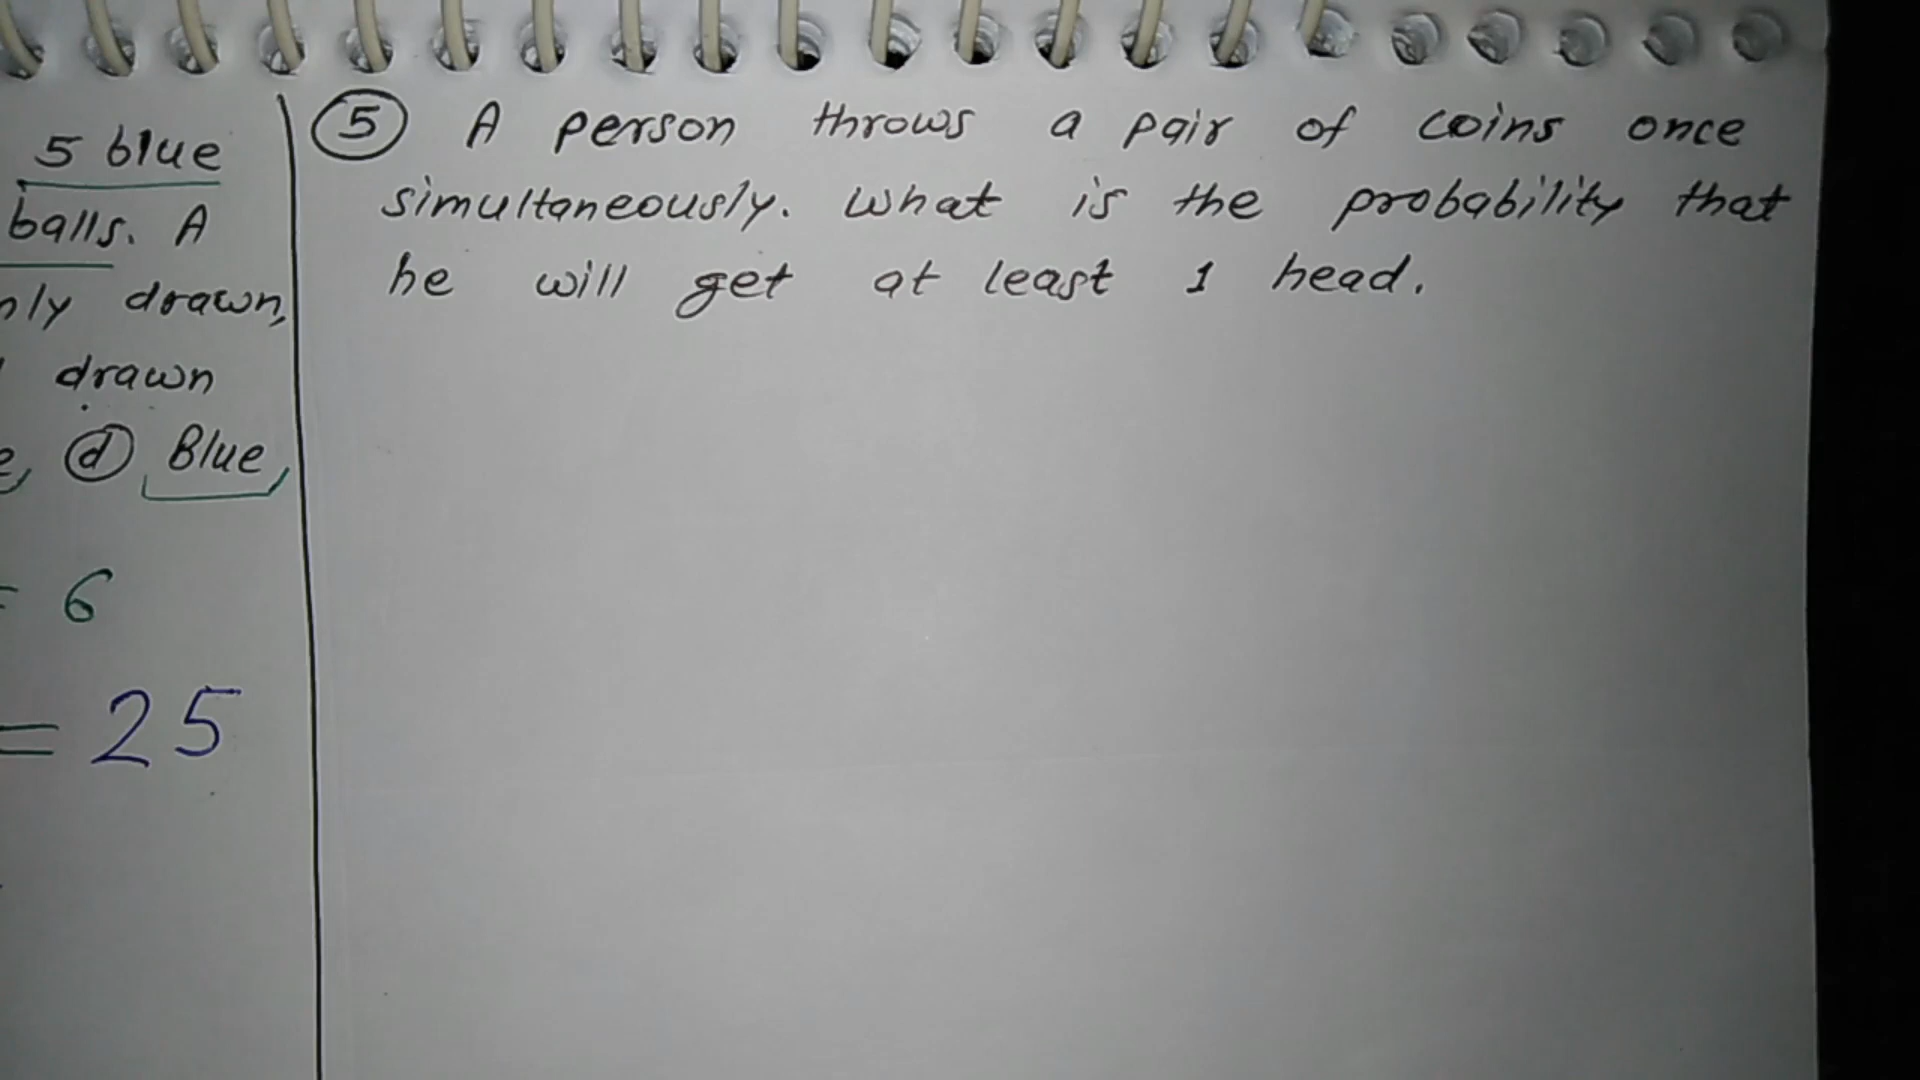 5 blue
balls. A
drawn,
drawn
ⓓ Blue,
= 6
= 25
⑤ A person throws a pair of coins once
simultaneously. What is the probability that
he will get at least 1 head.